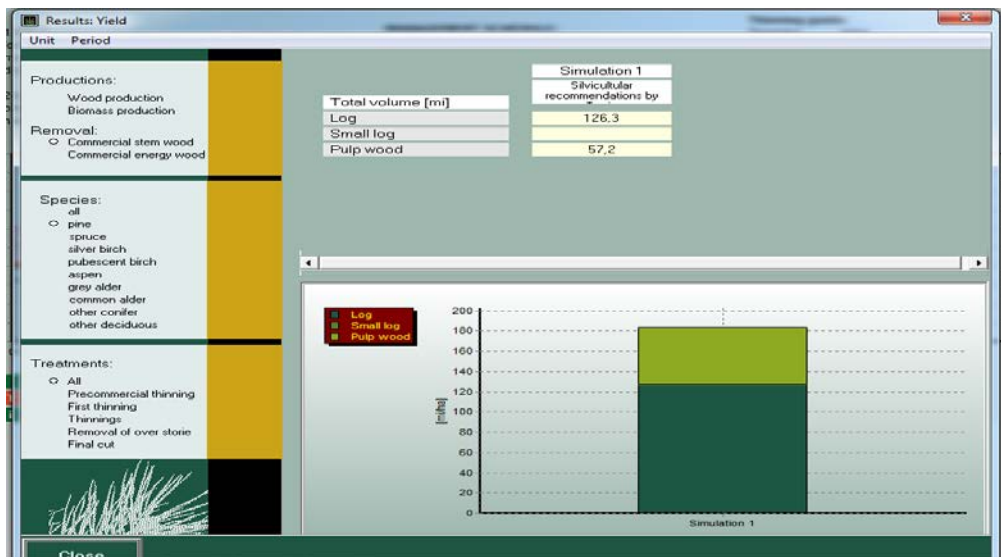 Results: Yield
Unit Period
Productions:
Wood production
Biomass production
Removal:
Commercial stem wood
Commercial energy wood
Species:
all
pine
spruce
silver birch
pubescent birch
aspen
grey alder
common alder
other conifer
other deciduous
Treatments:
All
Precommercial thinning
First thinning
Thinnings
Removal of over storie
Final cut
Close
Simulation 1
Silvicultular
recommendations by
Total volume [mi]
Log 126,3
Small log
Pulp wood 57,2
Log
Small log
Pulp wood
[mi/ha]
200
180
160
140
120
100
80
60
40
20
0
Simulation 1